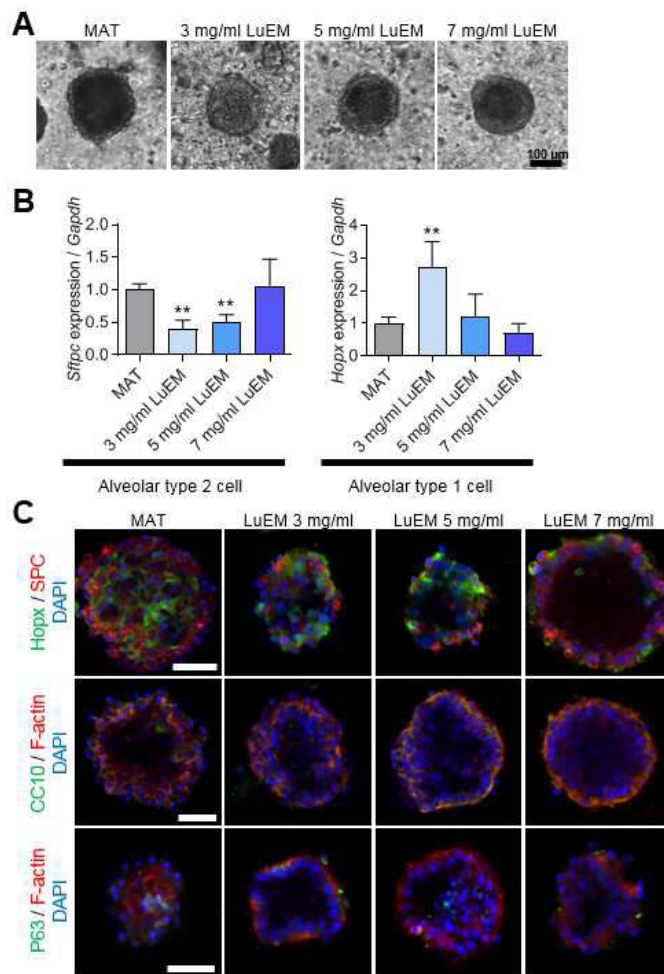 A
MAT
3 mg/ml LuEM
5 mg/ml LuEM
7 mg/ml LuEM
100 µm
B
Sftpc expression / Gapdh
2.0
1.5
1.0
0.5
0.0
**
**
MAT
3 mg/ml LuEM
5 mg/ml LuEM
7 mg/ml LuEM
Alveolar type 2 cell
Hopx expression / Gapdh
4
3
2
1
0
**
MAT
3 mg/ml LuEM
5 mg/ml LuEM
7 mg/ml LuEM
Alveolar type 1 cell
C
MAT
LuEM 3 mg/ml
LuEM 5 mg/ml
LuEM 7 mg/ml
Hopx / SPC
DAPI
CC10 / F-actin
DAPI
P63 / F-actin
DAPI